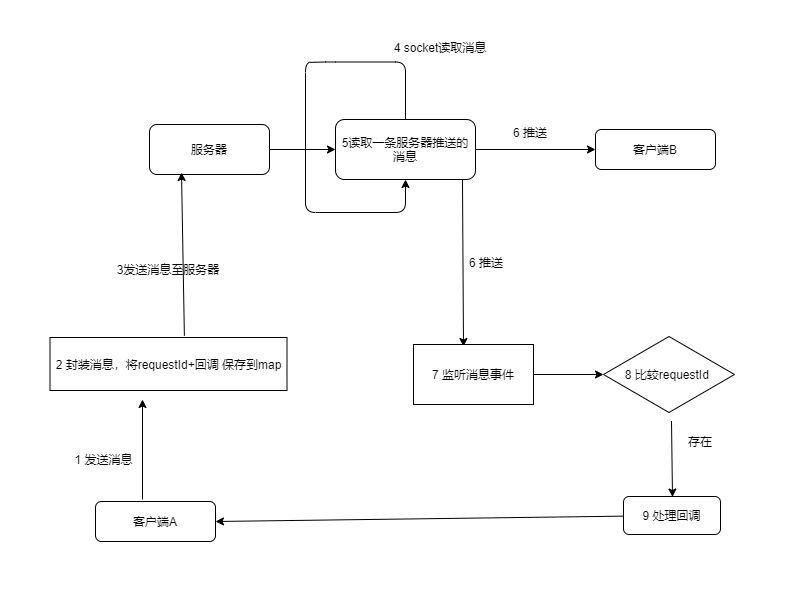 4 socket读取消息
服务器
5读取一条服务器推送的
消息
6 推送
客户端B
3发送消息至服务器
6 推送
2 封装消息，将requestId+回调 保存到map
7 监听消息事件
8 比较requestId
存在
1 发送消息
客户端A
9 处理回调